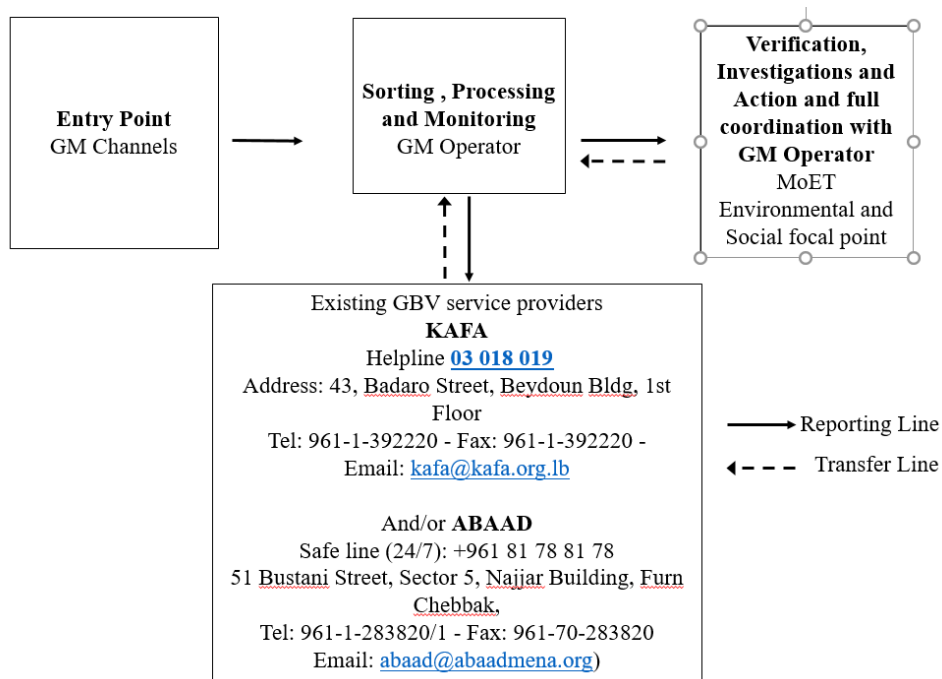 Entry Point
GM Channels
Sorting , Processing
and Monitoring
GM Operator
Verification,
Investigations and
Action and full
coordination with
GM Operator
MoET
Environmental and
Social focal point
Existing GBV service providers
KAFA
Helpline 03 018 019
Address: 43, Badaro Street, Beydoun Bldg, 1st
Floor
Tel: 961-1-392220 - Fax: 961-1-392220 -
Email: kafa@kafa.org.lb
And/or ABAAD
Safe line (24/7): +961 81 78 81 78
51 Bustani Street, Sector 5, Najjar Building, Furn
Chebbak,
Tel: 961-1-283820/1 - Fax: 961-70-283820
Email: abaad@abaadmena.org)
Reporting Line
Transfer Line